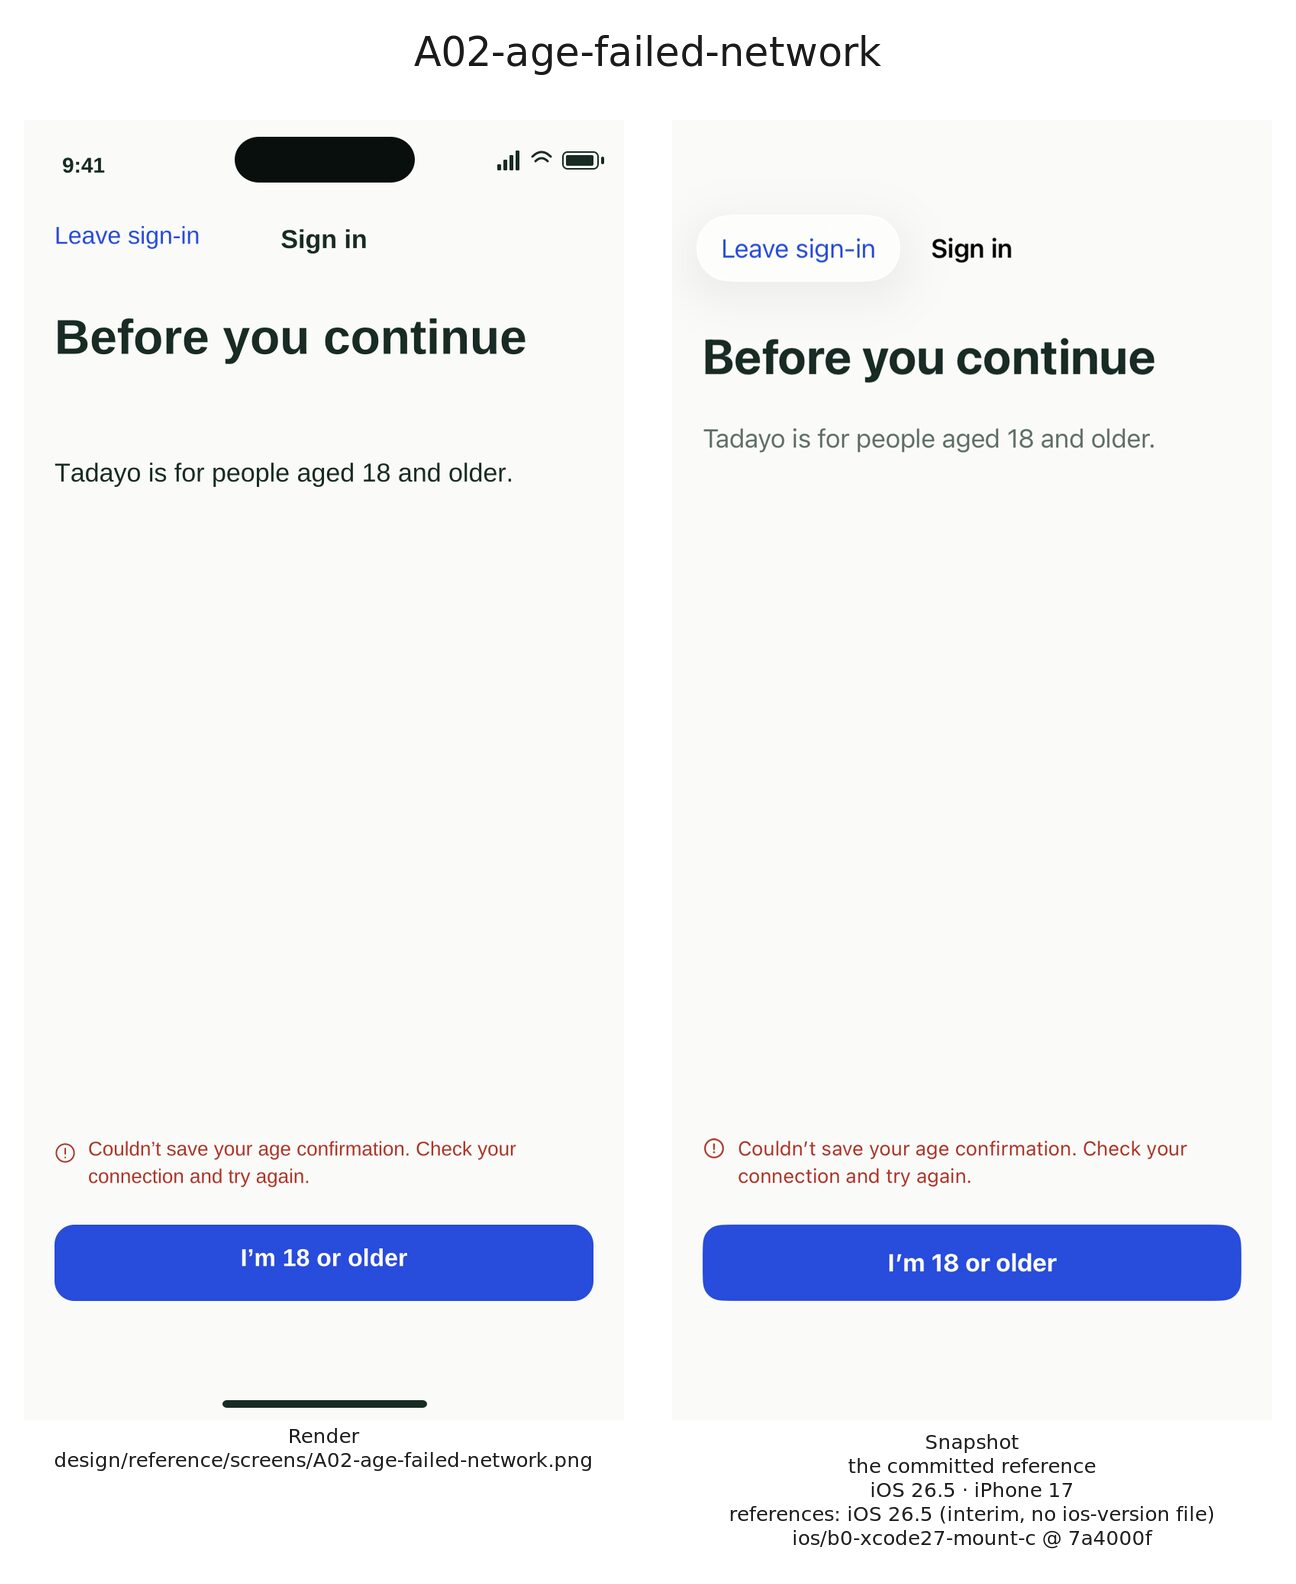 A02-age-failed-network
9:41
Leave sign-in
Sign in
Before you continue
Tadayo is for people aged 18 and older.
Couldn’t save your age confirmation. Check your
connection and try again.
I’m 18 or older
Render
design/reference/screens/A02-age-failed-network.png
Leave sign-in
Sign in
Before you continue
Tadayo is for people aged 18 and older.
Couldn’t save your age confirmation. Check your
connection and try again.
I’m 18 or older
Snapshot
the committed reference
iOS 26.5 · iPhone 17
references: iOS 26.5 (interim, no ios-version file)
ios/b0-xcode27-mount-c @ 7a4000f